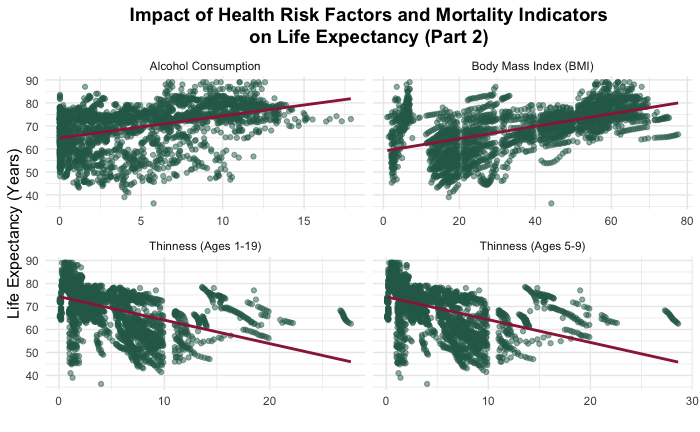 Impact of Health Risk Factors and Mortality Indicators
on Life Expectancy (Part 2)
Alcohol Consumption
Body Mass Index (BMI)
Life Expectancy (Years)
90
80
70
60
50
40
0 5 10 15
0 20 40 60 80
Thinness (Ages 1-19)
Thinness (Ages 5-9)
90
80
70
60
50
40
0 10 20
0 10 20 30